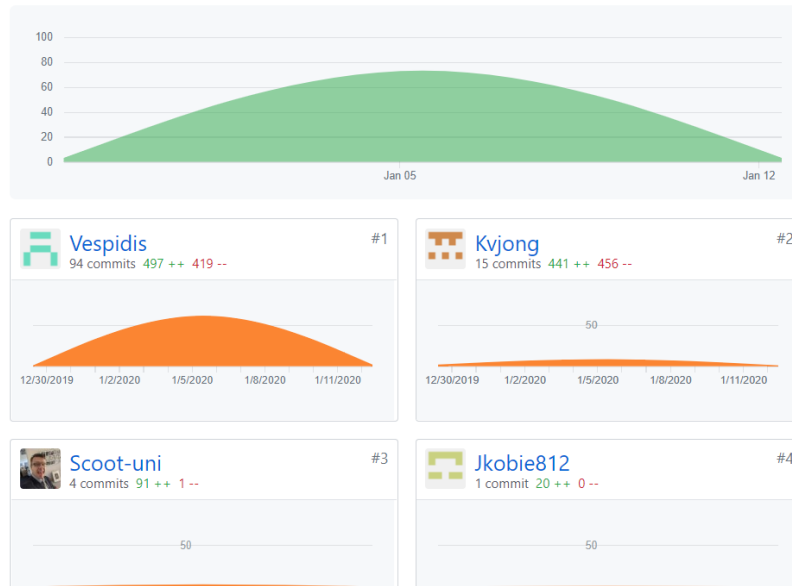 100
80
60
40
20
0
Jan 05 Jan 12
Vespidis #1
94 commits 497 ++ 419 --
12/30/2019 1/2/2020 1/5/2020 1/8/2020 1/11/2020
Kvjong #2
15 commits 441 ++ 456 --
50
12/30/2019 1/2/2020 1/5/2020 1/8/2020 1/11/2020
Scoot-uni #3
4 commits 91 ++ 1 --
50
Jkobie812 #4
1 commit 20 ++ 0 --
50